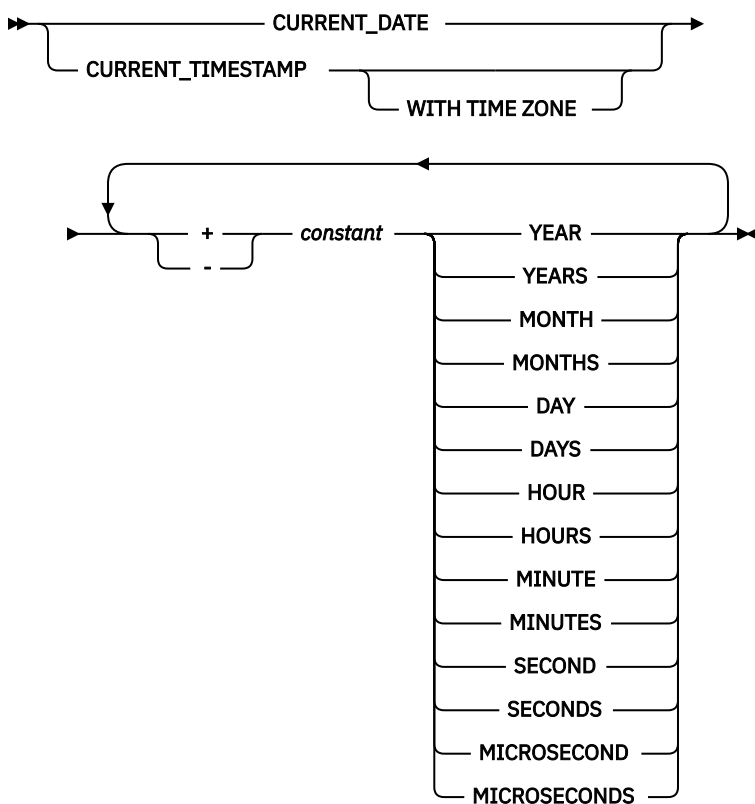 CURRENT_DATE
CURRENT_TIMESTAMP
WITH TIME ZONE
+ constant YEAR
-
YEARS
MONTH
MONTHS
DAY
DAYS
HOUR
HOURS
MINUTE
MINUTES
SECOND
SECONDS
MICROSECOND
MICROSECONDS